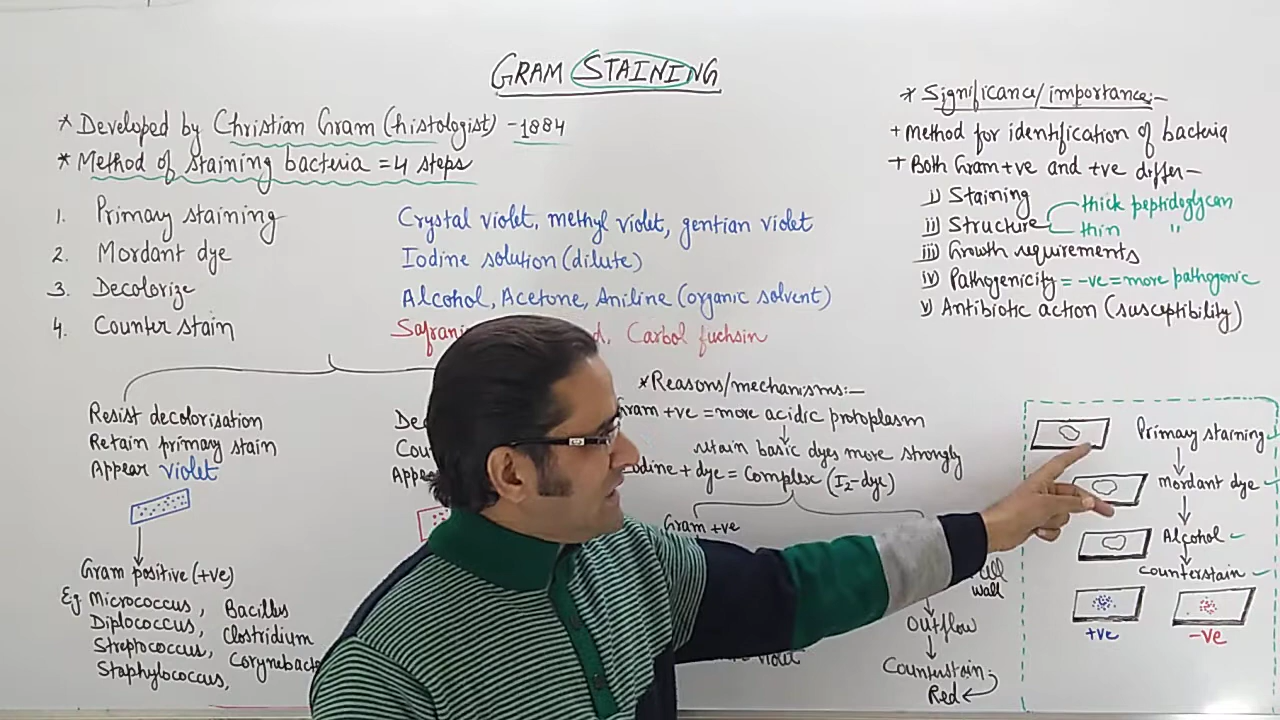 GRAM STAINING
* Developed by Christian Gram (histologist) - 1884
* Method of staining bacteria = 4 steps
1. Primary staining Crystal violet, methyl violet, gentian violet
2. Mordant dye Iodine solution (dilute)
3. Decolorize Alcohol, Acetone, Aniline (organic solvent)
4. Counter stain Carbol fuchsin
Resist decolorisation
Retain primary stain
Appear violet
Gram positive (+ve)
Eg Micrococcus, Bacillus
Diplococcus, Clostridium
Streptococcus,
Staphylococcus,
* Reasons/mechanisms:-
Gram +ve = more acidic protoplasm
stain basic dyes more strongly
Iodine + dye = Complex (I2-dye)
Gram +ve
wall
Outflow
Counterstain
Red
* Significance/importance:-
+ Method for identification of bacteria
+ Both Gram +ve and +ve differ-
i) Staining
ii) Structure thick peptidoglycan
thin "
iii) Growth requirements
iv) Pathogenicity = -ve = more pathogenic
v) Antibiotic action (susceptibility)
Primary staining
Mordant dye
Alcohol
Counterstain
+ve -ve